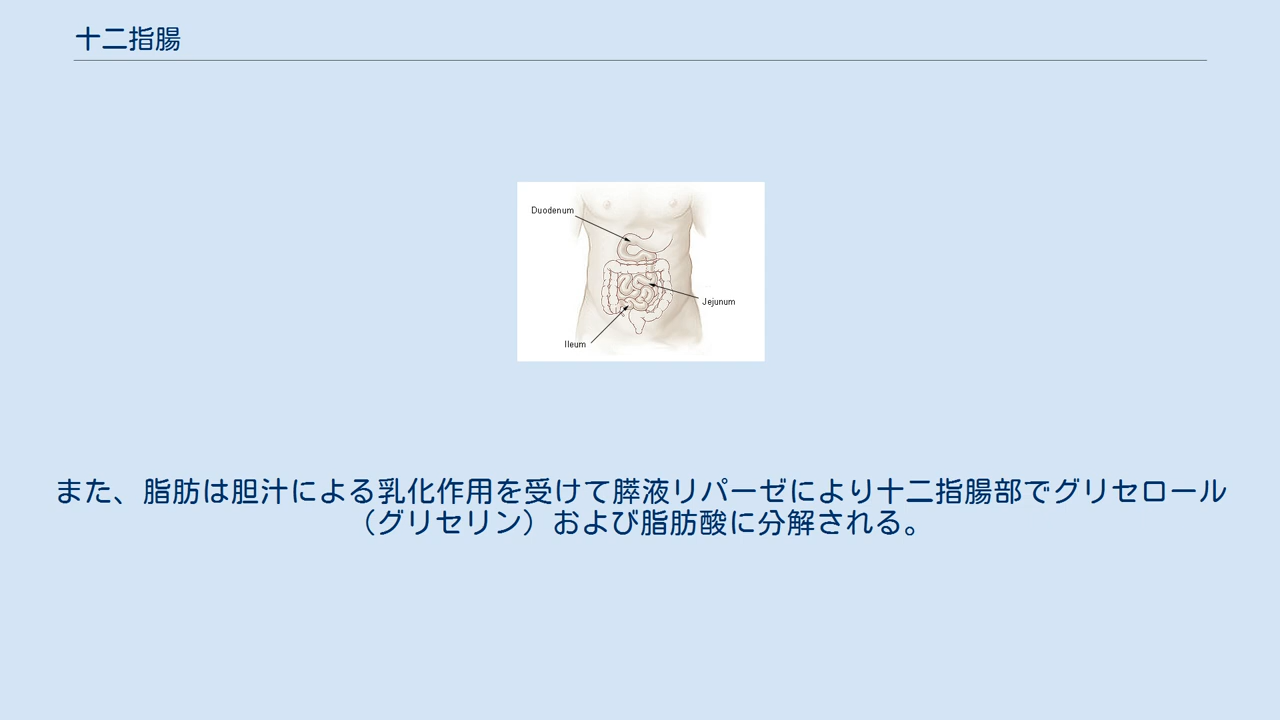 十二指腸
Duodenum
Jejunum
Ileum
また、脂肪は胆汁による乳化作用を受けて膵液リパーゼにより十二指腸部でグリセロール
（グリセリン）および脂肪酸に分解される。